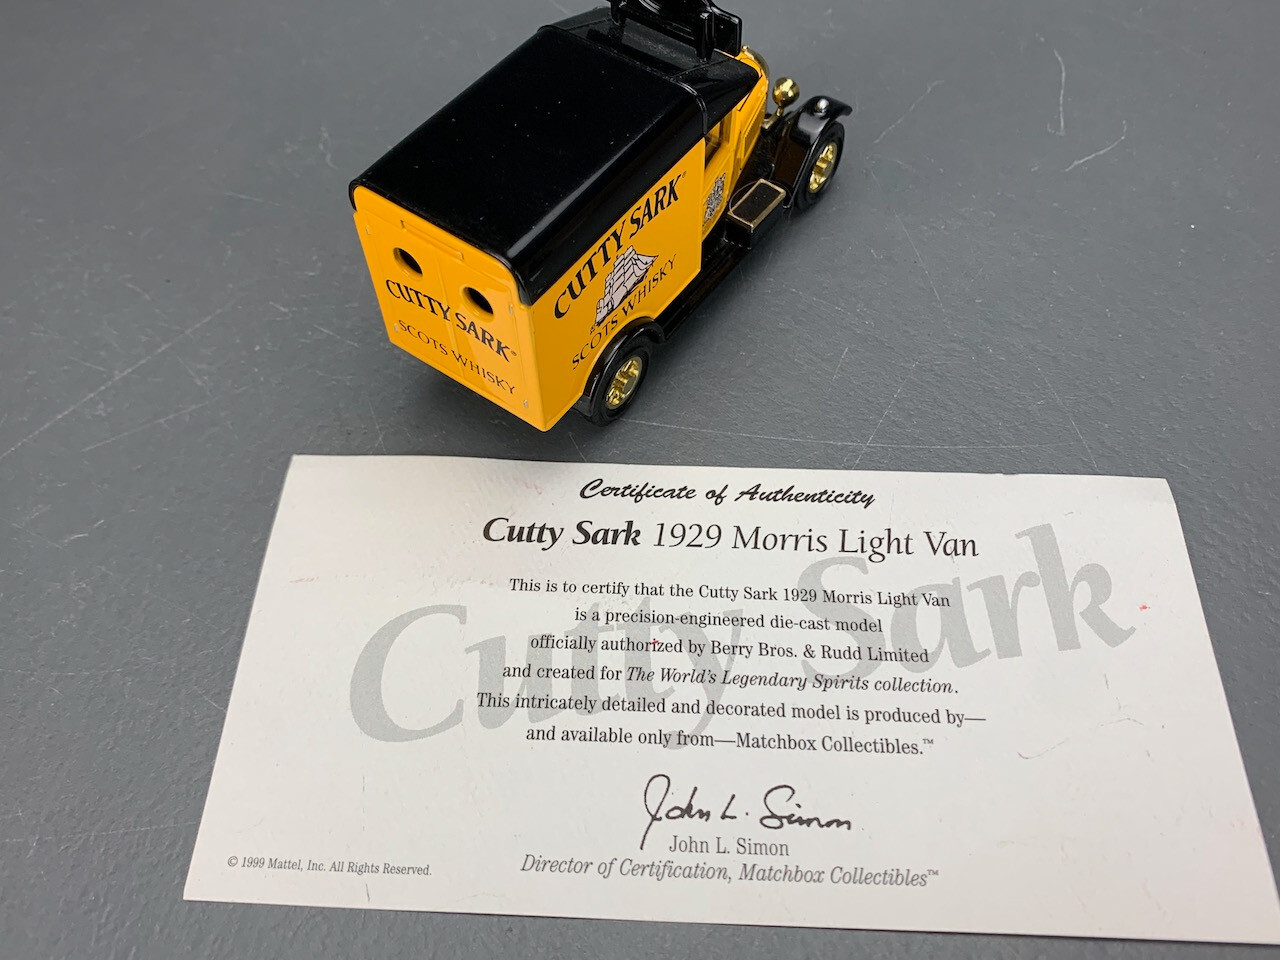 CUTTY SARK®
SCOTS WHISKY
CUTTY SARK®
SCOTS WHISKY
Certificate of Authenticity
Cutty Sark 1929 Morris Light Van
Cutty Sark
This is to certify that the Cutty Sark 1929 Morris Light Van
is a precision-engineered die-cast model
officially authorized by Berry Bros. & Rudd Limited
and created for The World's Legendary Spirits collection.
This intricately detailed and decorated model is produced by—
and available only from—Matchbox Collectibles.™
John L. Simon
John L. Simon
Director of Certification, Matchbox Collectibles™
© 1999 Mattel, Inc. All Rights Reserved.